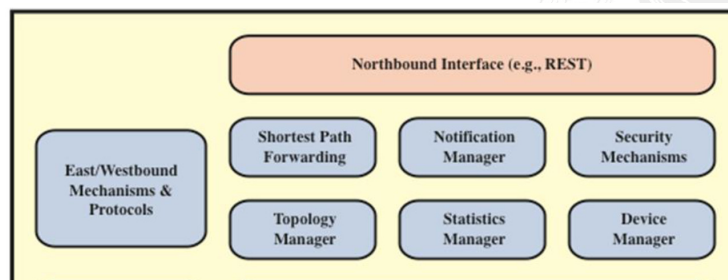 Northbound Interface (e.g., REST)
East/Westbound
Mechanisms &
Protocols
Shortest Path
Forwarding
Notification
Manager
Security
Mechanisms
Topology
Manager
Statistics
Manager
Device
Manager